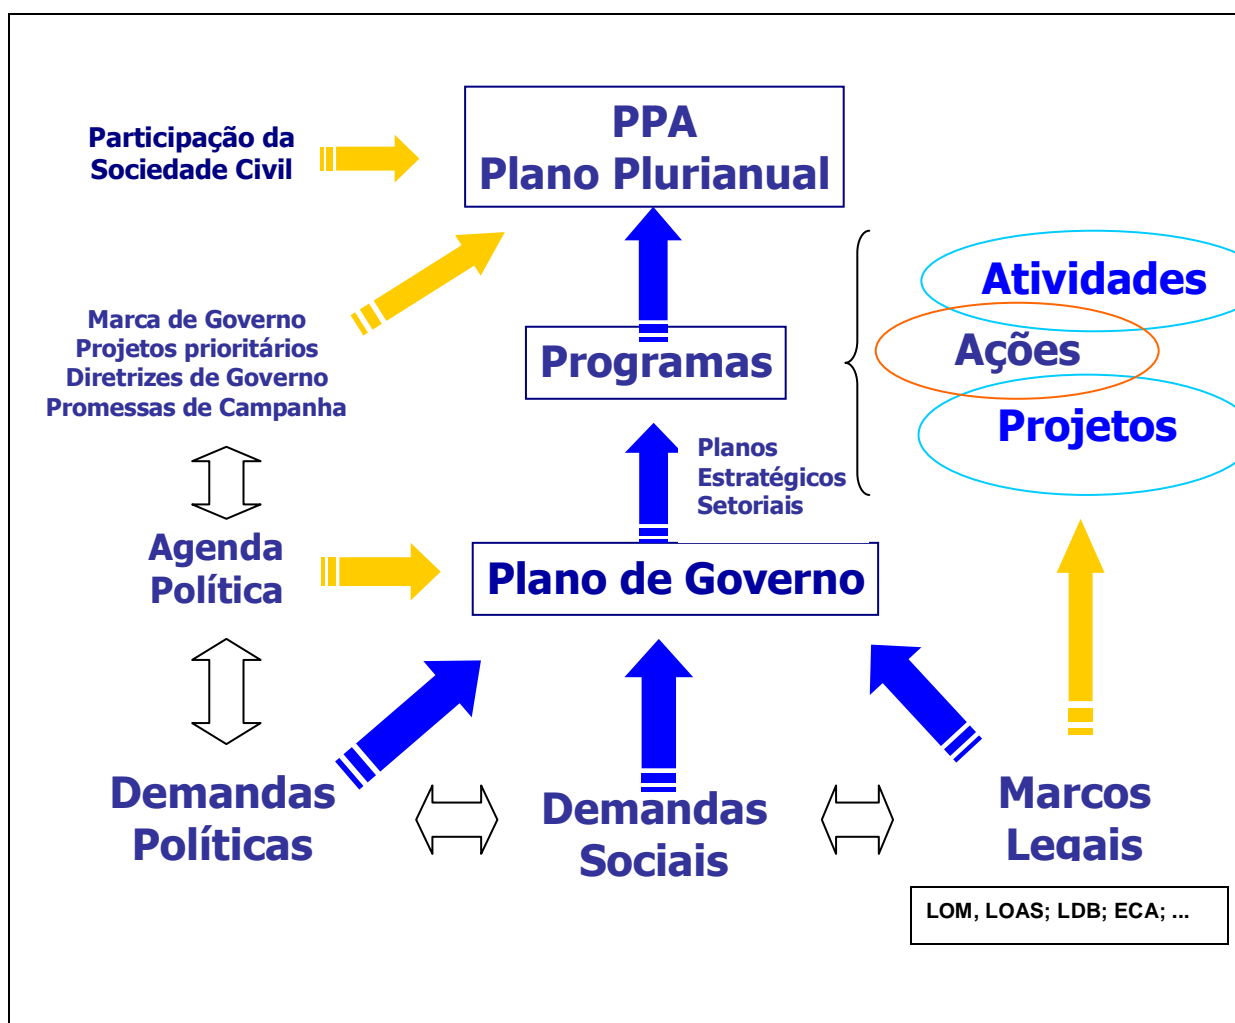 PPA
Plano Plurianual
Participação da
Sociedade Civil
Atividades
Ações
Projetos
Marca de Governo
Projetos prioritários
Diretrizes de Governo
Promessas de Campanha
Programas
Planos
Estratégicos
Setoriais
Agenda
Política
Plano de Governo
Demandas
Políticas
Demandas
Sociais
Marcos
Legais
LOM, LOAS; LDB; ECA; ...